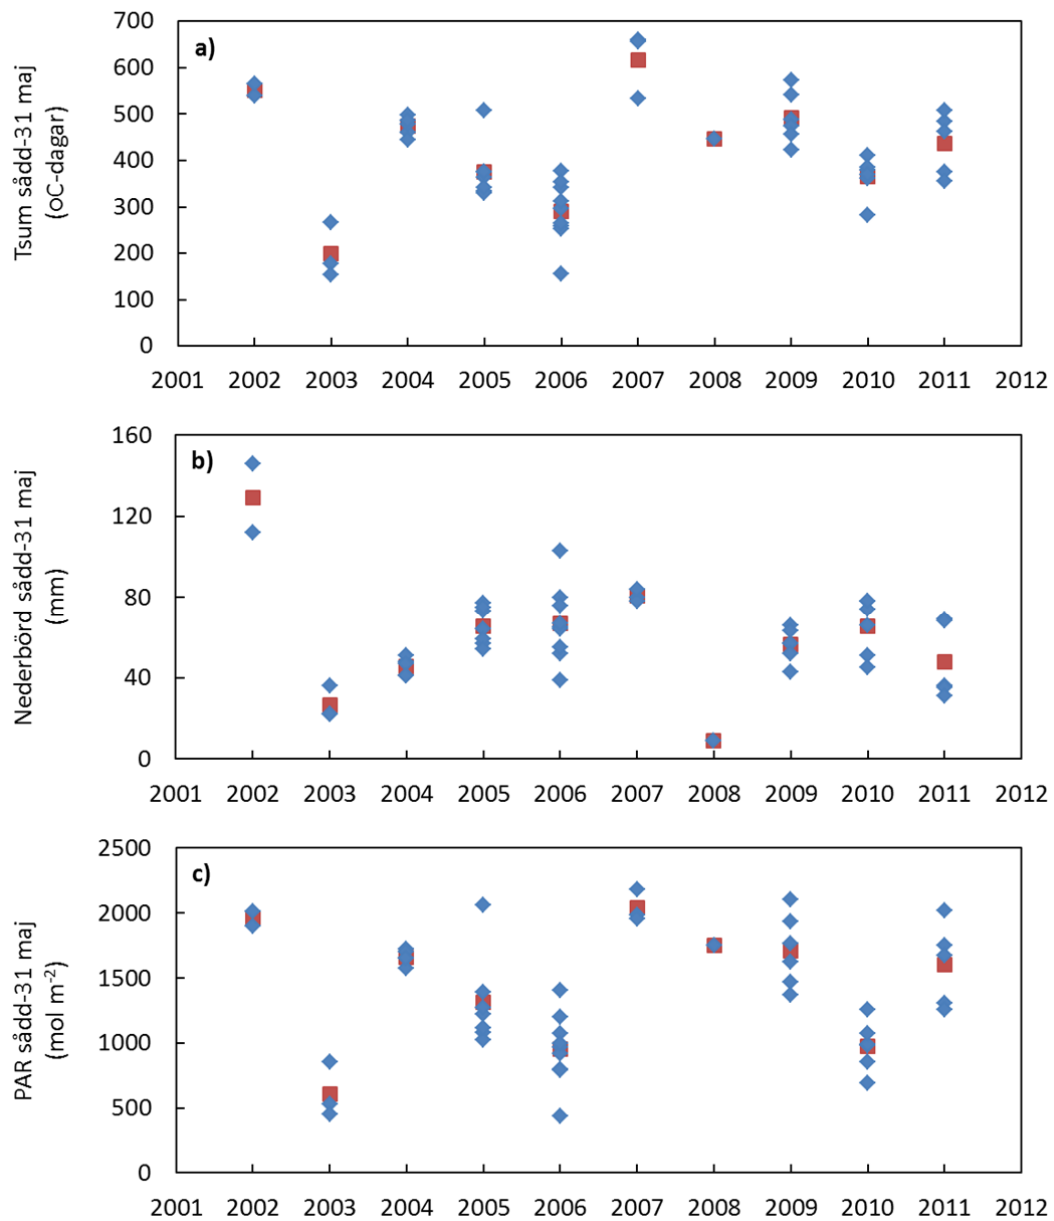 a)
Tsum sådd-31 maj
(oC-dagar)
700
600
500
400
300
200
100
0
2001 2002 2003 2004 2005 2006 2007 2008 2009 2010 2011 2012
b)
Nederbörd sådd-31 maj
(mm)
160
120
80
40
0
2001 2002 2003 2004 2005 2006 2007 2008 2009 2010 2011 2012
c)
PAR sådd-31 maj
(mol m⁻²)
2500
2000
1500
1000
500
0
2001 2002 2003 2004 2005 2006 2007 2008 2009 2010 2011 2012